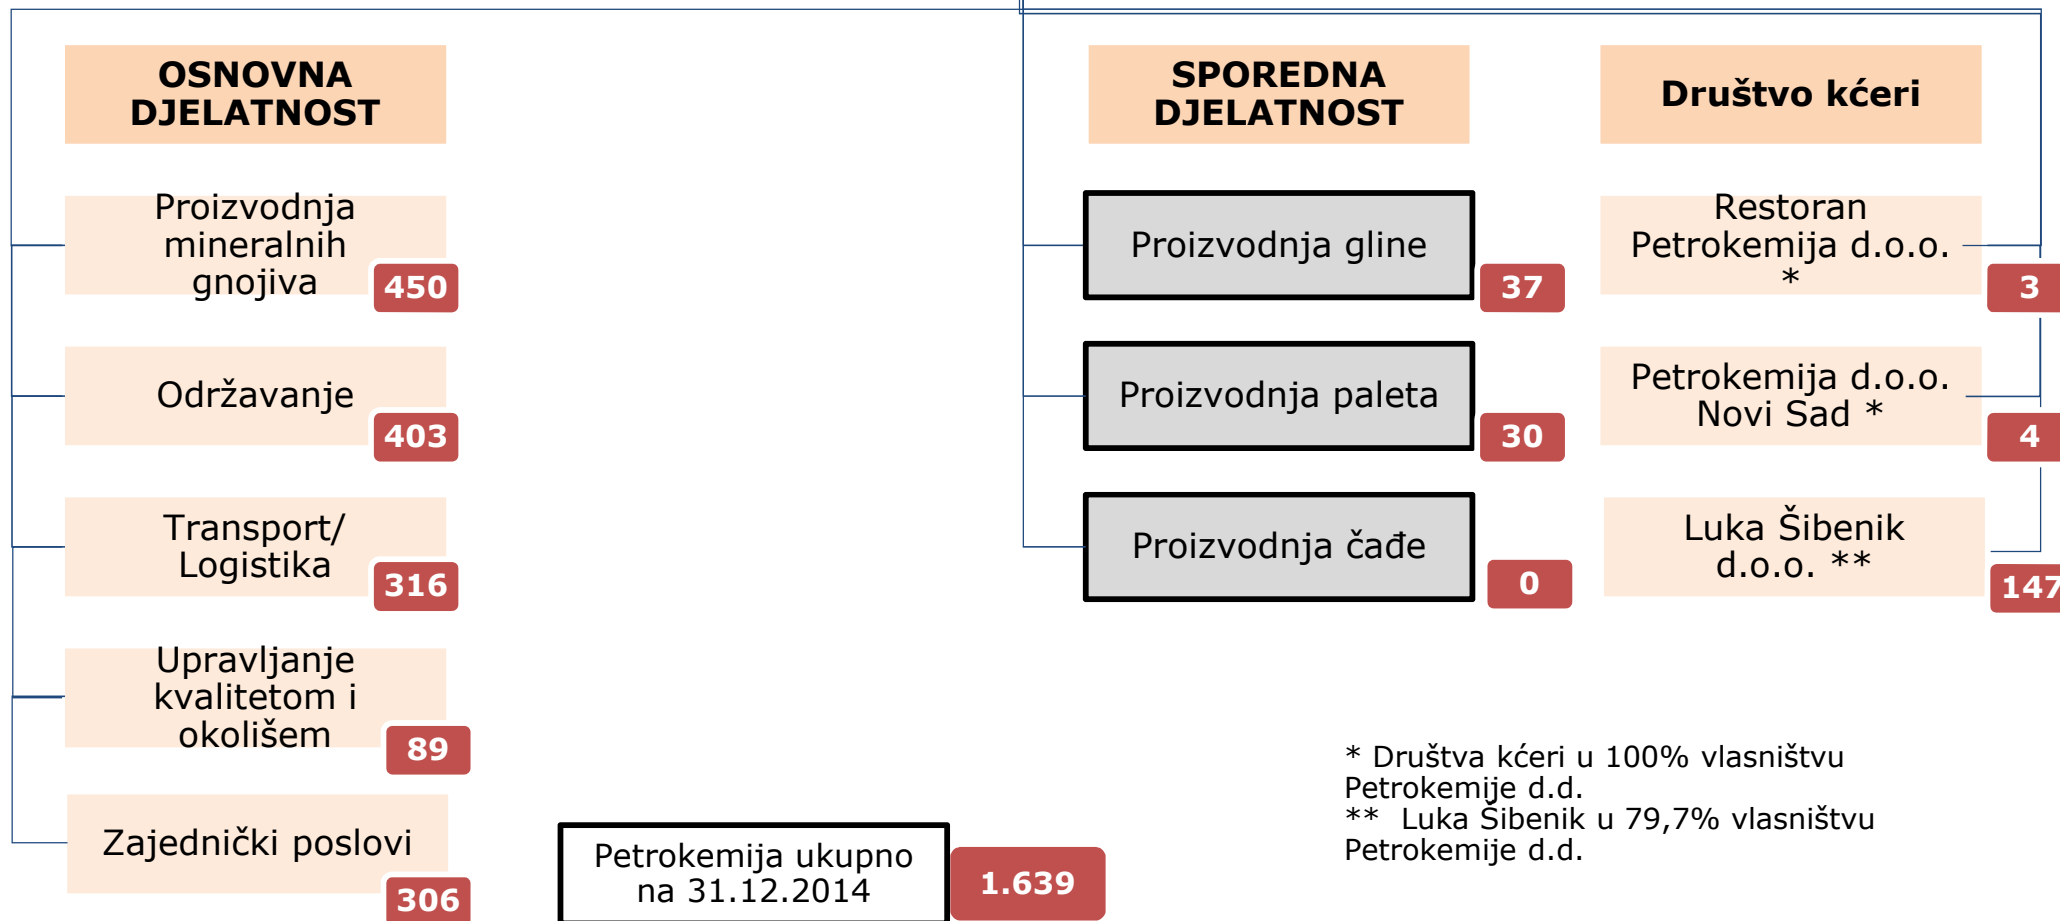 OSNOVNA
DJELATNOST
Proizvodnja
mineralnih
gnojiva
450
Održavanje
403
Transport/
Logistika
316
Upravljanje
kvalitetom i
okolišem
89
Zajednički poslovi
306
Petrokemija ukupno
na 31.12.2014
1.639
SPOREDNA
DJELATNOST
Proizvodnja gline
37
Proizvodnja paleta
30
Proizvodnja čađe
0
Društvo kćeri
Restoran
Petrokemija d.o.o.
*
3
Petrokemija d.o.o.
Novi Sad *
4
Luka Šibenik
d.o.o. **
147
* Društva kćeri u 100% vlasništvu
Petrokemije d.d.
** Luka Šibenik u 79,7% vlasništvu
Petrokemije d.d.